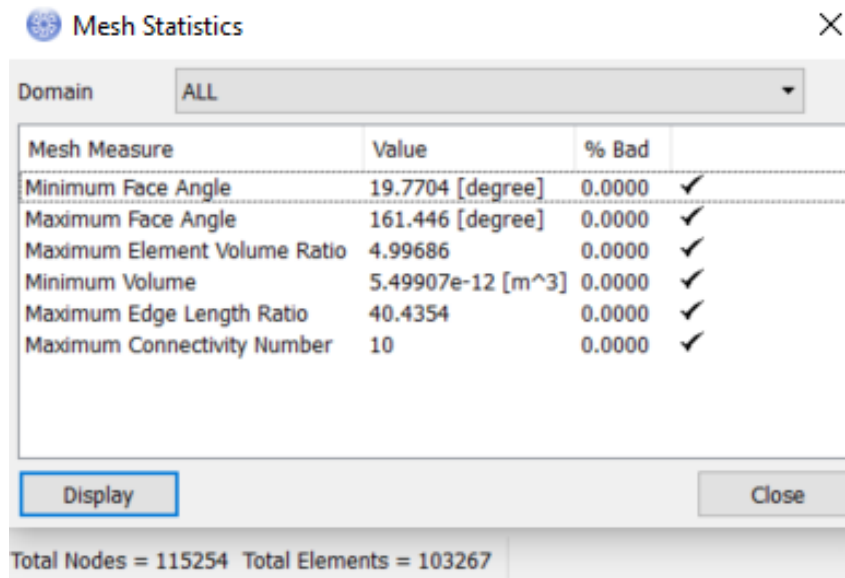 Mesh Statistics
Domain ALL
Mesh Measure Value % Bad
Minimum Face Angle 19.7704 [degree] 0.0000 ✓
Maximum Face Angle 161.446 [degree] 0.0000 ✓
Maximum Element Volume Ratio 4.99686 0.0000 ✓
Minimum Volume 5.49907e-12 [m^3] 0.0000 ✓
Maximum Edge Length Ratio 40.4354 0.0000 ✓
Maximum Connectivity Number 10 0.0000 ✓
Display Close
Total Nodes = 115254 Total Elements = 103267